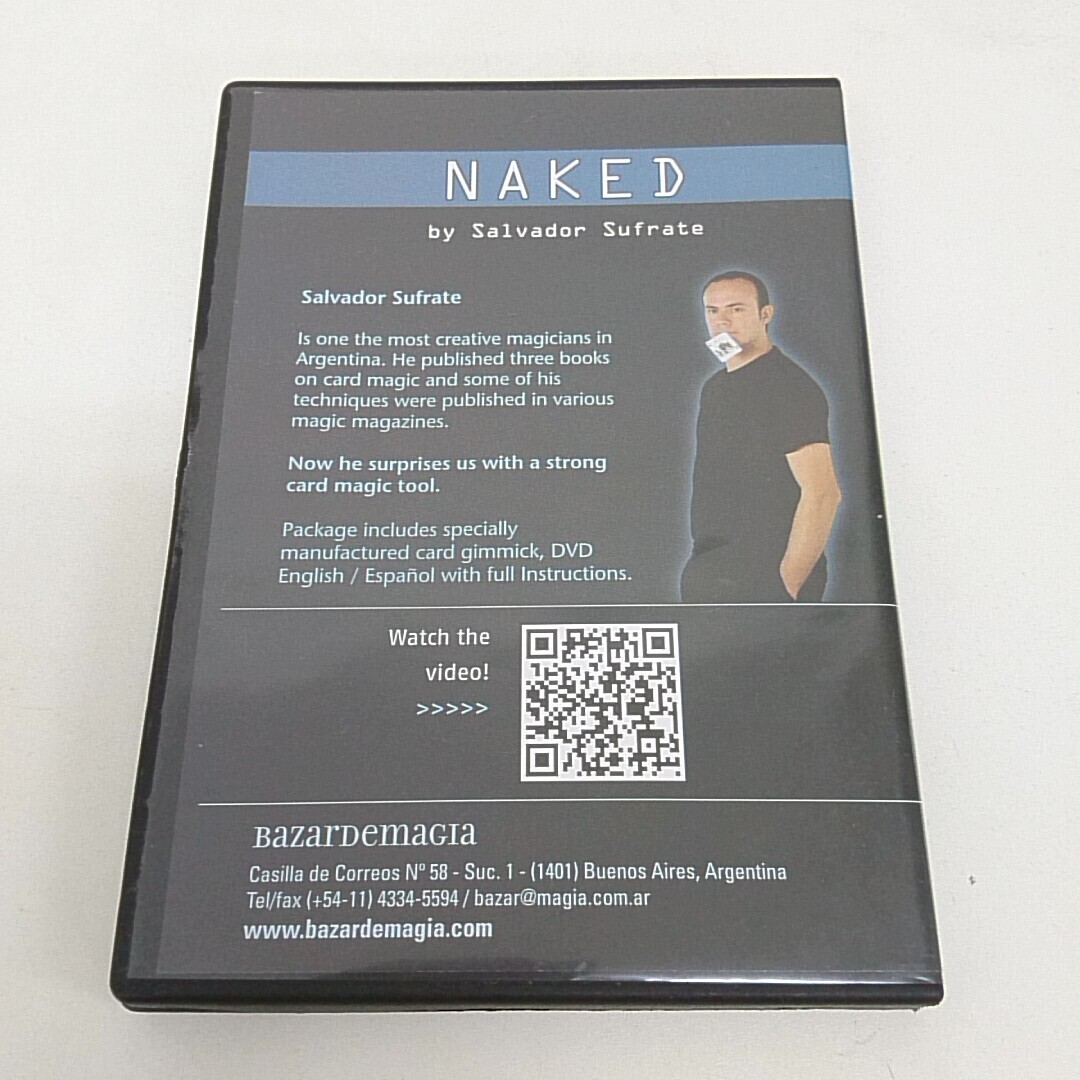 NAKED
by Salvador Sufrate
Salvador Sufrate
Is one the most creative magicians in
Argentina. He published three books
on card magic and some of his
techniques were published in various
magic magazines.
Now he surprises us with a strong
card magic tool.
Package includes specially
manufactured card gimmick, DVD
English / Español with full Instructions.
Watch the
video!
>>>>>
BazarDemagia
Casilla de Correos Nº 58 - Suc. 1 - (1401) Buenos Aires, Argentina
Tel/fax (+54-11) 4334-5594 / bazar@magia.com.ar
www.bazardemagia.com